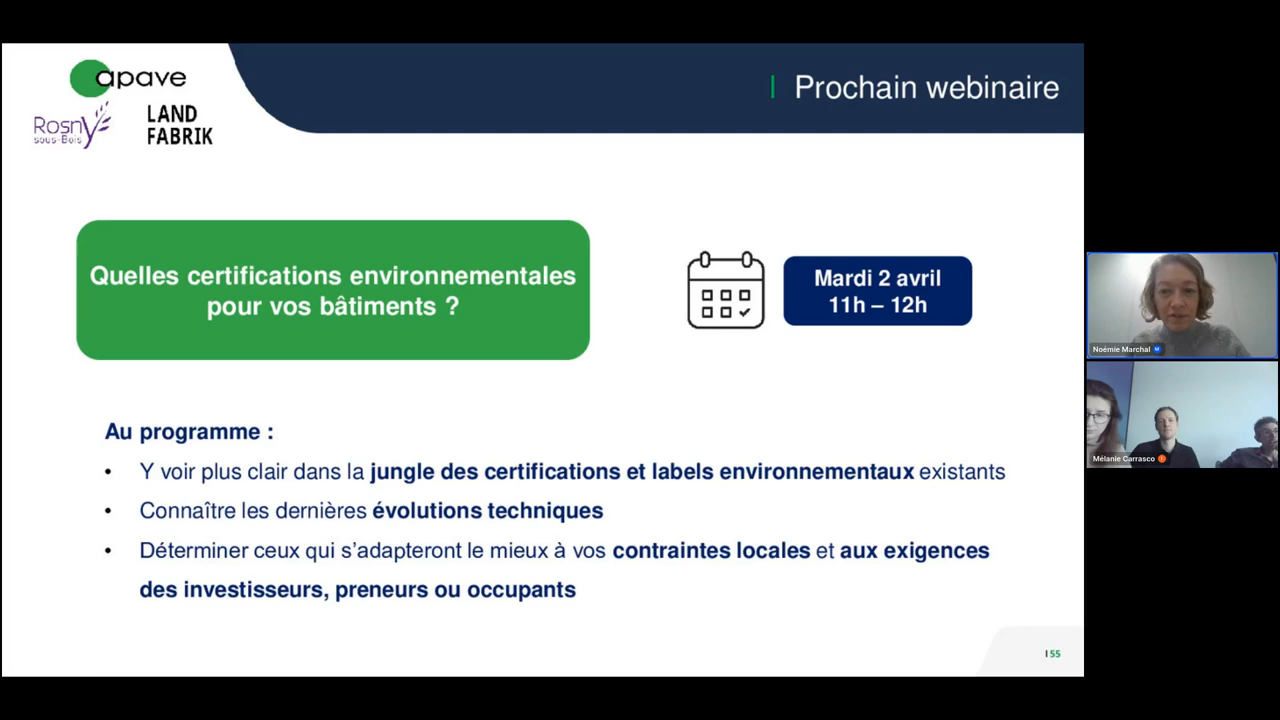 apave
Rosny
sous-Bois
LAND
FABRIK
Prochain webinaire
Quelles certifications environnementales
pour vos bâtiments ?
Mardi 2 avril
11h – 12h
Au programme :
• Y voir plus clair dans la jungle des certifications et labels environnementaux existants
• Connaître les dernières évolutions techniques
• Déterminer ceux qui s’adapteront le mieux à vos contraintes locales et aux exigences
des investisseurs, preneurs ou occupants
55
Noémie Marchal
Mélanie Carrasco